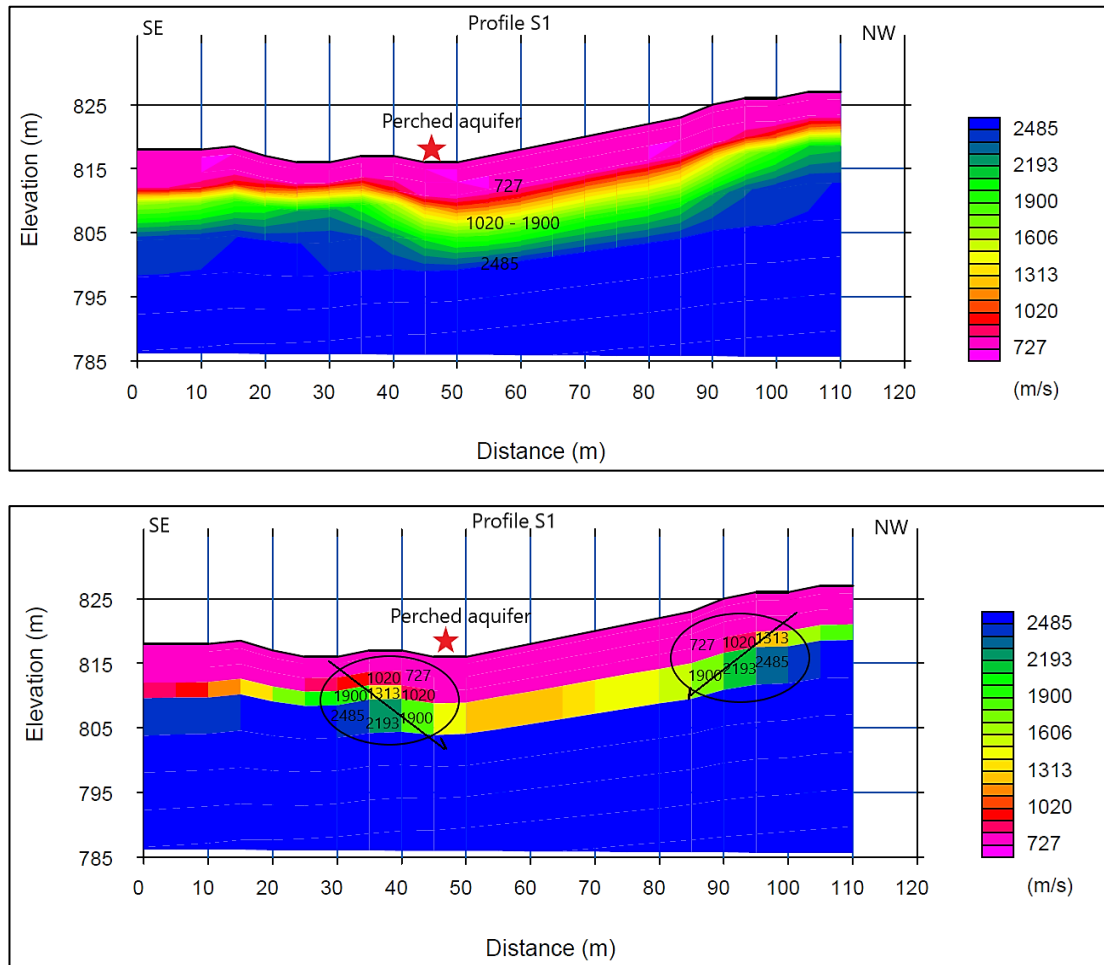 SE Profile S1 NW
825
Perched aquifer
815
727
1020 - 1900
805
2485
795
785
Elevation (m)
0 10 20 30 40 50 60 70 80 90 100 110 120
Distance (m)
2485
2193
1900
1606
1313
1020
727
(m/s)
SE Profile S1 NW
825
Perched aquifer
815
805
795
785
Elevation (m)
1020 727
1900 1313 1020
2485 2193 1900
727 1020 1313
1900 2193 2485
0 10 20 30 40 50 60 70 80 90 100 110 120
Distance (m)
2485
2193
1900
1606
1313
1020
727
(m/s)